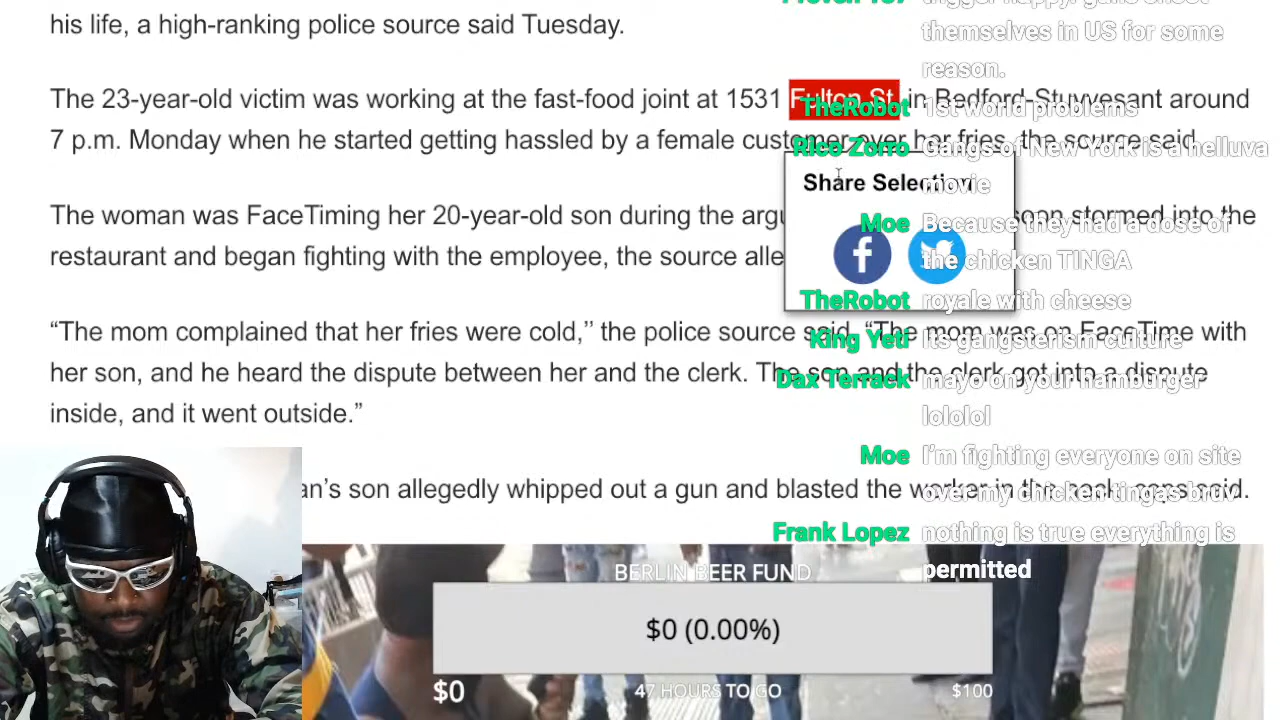 his life, a high-ranking police source said Tuesday.
The 23-year-old victim was working at the fast-food joint at 1531 Fulton St. in Bedford-Stuyvesant around
7 p.m. Monday when he started getting hassled by a female customer over her fries, the source said.
The woman was FaceTiming her 20-year-old son during the argu
stormed into the
restaurant and began fighting with the employee, the source alle
“The mom complained that her fries were cold,’’ the police source said. “The mom was on FaceTime with
her son, and he heard the dispute between her and the clerk. The son and the clerk got into a dispute
inside, and it went outside.”
an’s son allegedly whipped out a gun and blasted the worker in the neck, cops said.
Share Selection
themselves in US for some
reason.
TheRobot 1st world problems
Rico Zorro Gangs of New York is a helluva
movie
Moe Because they had a dose of
the chicken TINGA
TheRobot royale with cheese
King Yeti Its gangsterism culture
Dax Terrack mayo on your hamburger
lololol
Moe I’m fighting everyone on site
over my chicken tingas bruv
Frank Lopez nothing is true everything is
permitted
BERLIN BEER FUND
$0 (0.00%)
$0 47 HOURS TO GO $100